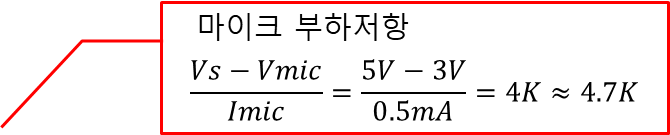 마이크 부하저항
(Vs − Vmic)/Imic = (5V − 3V)/0.5mA = 4K ≈ 4.7K